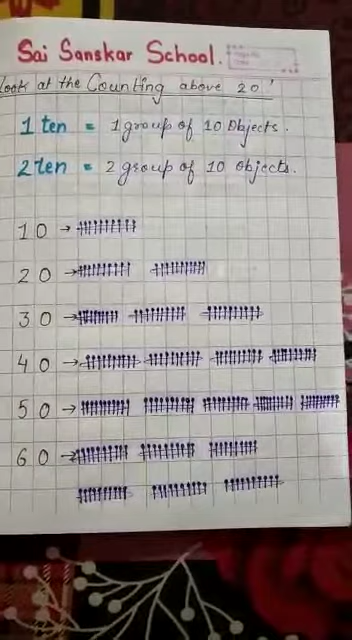 Sai Sanskar School.
Look at the Counting above 20!
1 ten = 1 group of 10 Objects.
2 ten = 2 group of 10 Objects.
10 →
20 →
30 →
40 →
50 →
60 →